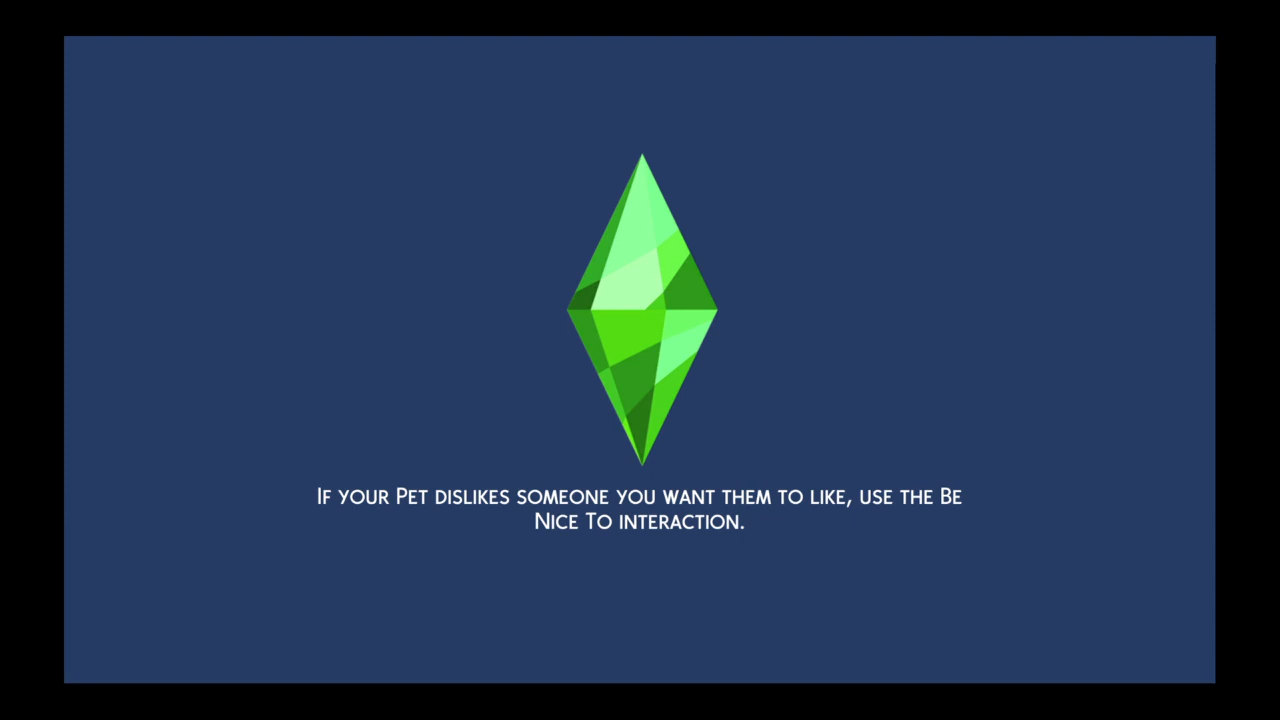 If your Pet dislikes someone you want them to like, use the Be
Nice To interaction.